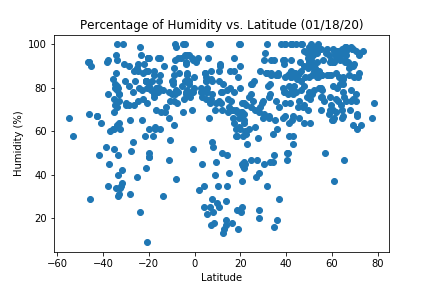 Percentage of Humidity vs. Latitude (01/18/20)
Humidity (%)
100
80
60
40
20
−60 −40 −20 0 20 40 60 80
Latitude